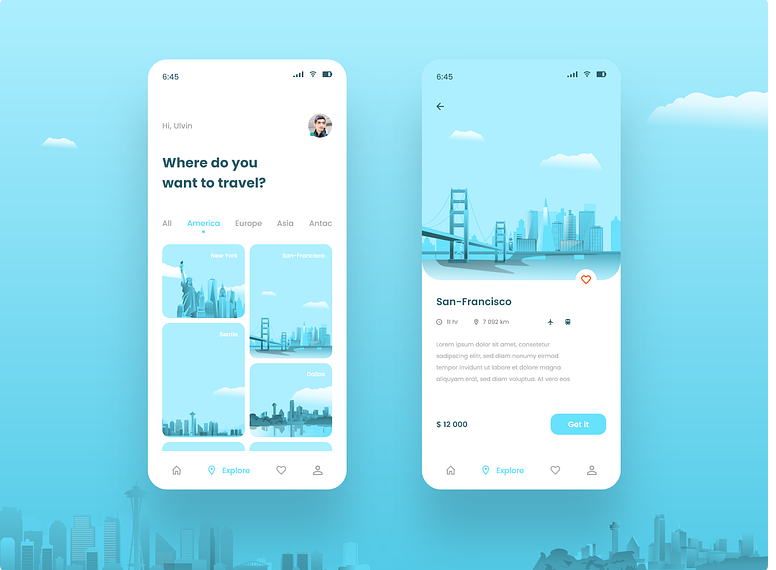 6:45
Hi, Ulvin
Where do you
want to travel?
All America Europe Asia Antac
New York
San-Francisco
Seattle
Dallas
Explore
6:45
San-Francisco
11 hr 7 092 km
Lorem ipsum dolor sit amet, consetetur
sadipscing elitr, sed diam nonumy eirmod
tempor invidunt ut labore et dolore magna
aliquyam erat, sed diam voluptua. At vero eos
$ 12 000
Get it
Explore